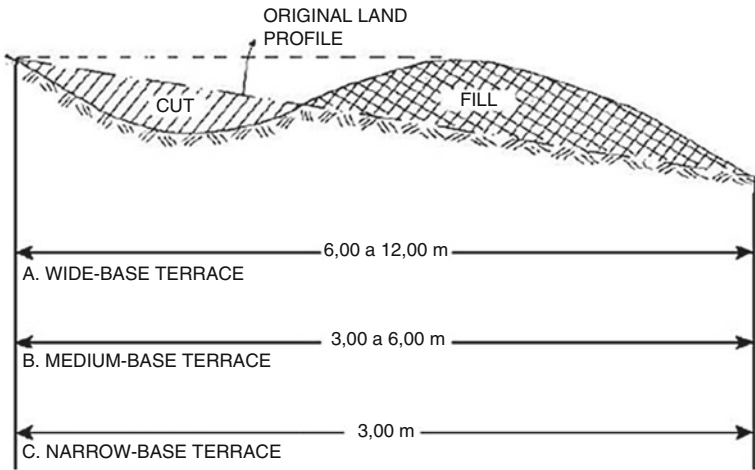 ORIGINAL LAND
PROFILE
CUT
FILL
6,00 a 12,00 m
A. WIDE-BASE TERRACE
3,00 a 6,00 m
B. MEDIUM-BASE TERRACE
3,00 m
C. NARROW-BASE TERRACE